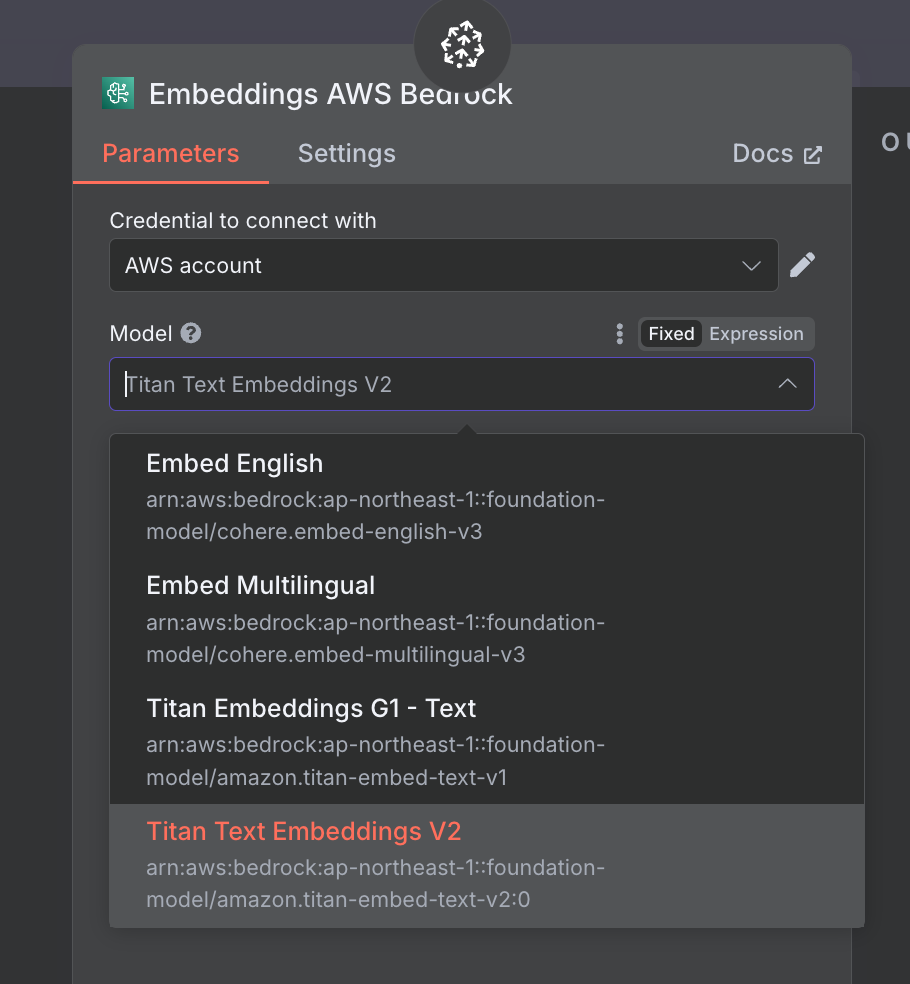 Embeddings AWS Bedrock
Parameters
Settings
Docs
Credential to connect with
AWS account
Model
Fixed
Expression
Titan Text Embeddings V2
Embed English
arn:aws:bedrock:ap-northeast-1::foundation-
model/cohere.embed-english-v3
Embed Multilingual
arn:aws:bedrock:ap-northeast-1::foundation-
model/cohere.embed-multilingual-v3
Titan Embeddings G1 - Text
arn:aws:bedrock:ap-northeast-1::foundation-
model/amazon.titan-embed-text-v1
Titan Text Embeddings V2
arn:aws:bedrock:ap-northeast-1::foundation-
model/amazon.titan-embed-text-v2:0